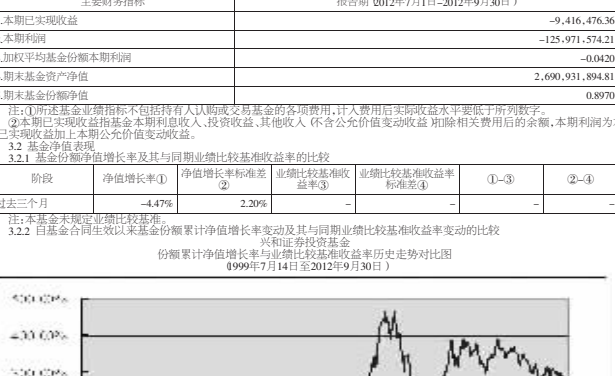 主要财务指标 报告期（2012年7月1日-2012年9月30日）
.本期已实现收益 -9,416,476.36
.本期利润 -125,971,574.21
.加权平均基金份额本期利润 -0.0420
.期末基金资产净值 2,690,931,894.81
.期末基金份额净值 0.8970
注:①所述基金业绩指标不包括持有人认购或交易基金的各项费用,计入费用后实际收益水平要低于所列数字。
②本期已实现收益指基金本期利息收入、投资收益、其他收入（不含公允价值变动收益）扣除相关费用后的余额,本期利润为本
已实现收益加上本期公允价值变动收益。
3.2 基金净值表现
3.2.1 基金份额净值增长率及其与同期业绩比较基准收益率的比较
阶段 净值增长率① 净值增长率标准差② 业绩比较基准收益率③ 业绩比较基准收益率标准差④ ①-③ ②-④
过去三个月 -4.47% 2.20% - - - -
注:本基金未规定业绩比较基准。
3.2.2 自基金合同生效以来基金份额累计净值增长率变动及其与同期业绩比较基准收益率变动的比较
兴和证券投资基金
份额累计净值增长率与业绩比较基准收益率历史走势对比图
（1999年7月14日至2012年9月30日）
500.00%
400.00%
300.00%